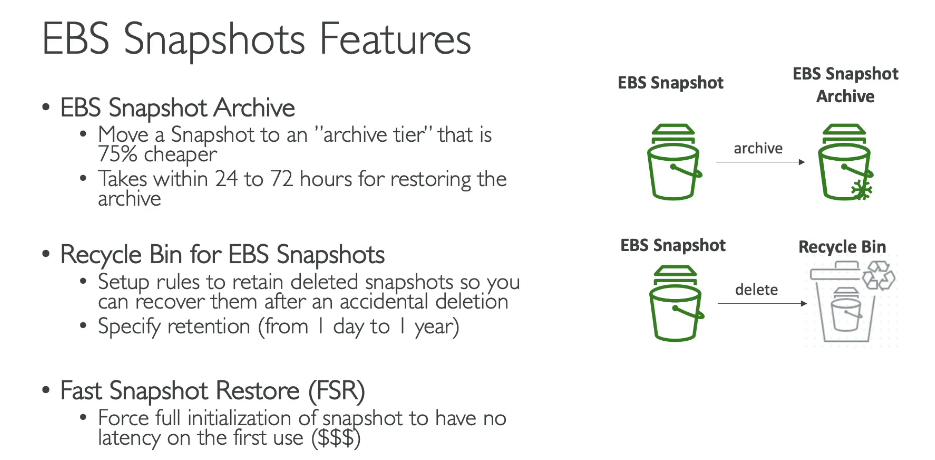 EBS Snapshots Features
• EBS Snapshot Archive
• Move a Snapshot to an ”archive tier” that is
75% cheaper
• Takes within 24 to 72 hours for restoring the
archive
• Recycle Bin for EBS Snapshots
• Setup rules to retain deleted snapshots so you
can recover them after an accidental deletion
• Specify retention (from 1 day to 1 year)
• Fast Snapshot Restore (FSR)
• Force full initialization of snapshot to have no
latency on the first use ($$$)
EBS Snapshot
EBS Snapshot
Archive
archive
EBS Snapshot
Recycle Bin
delete